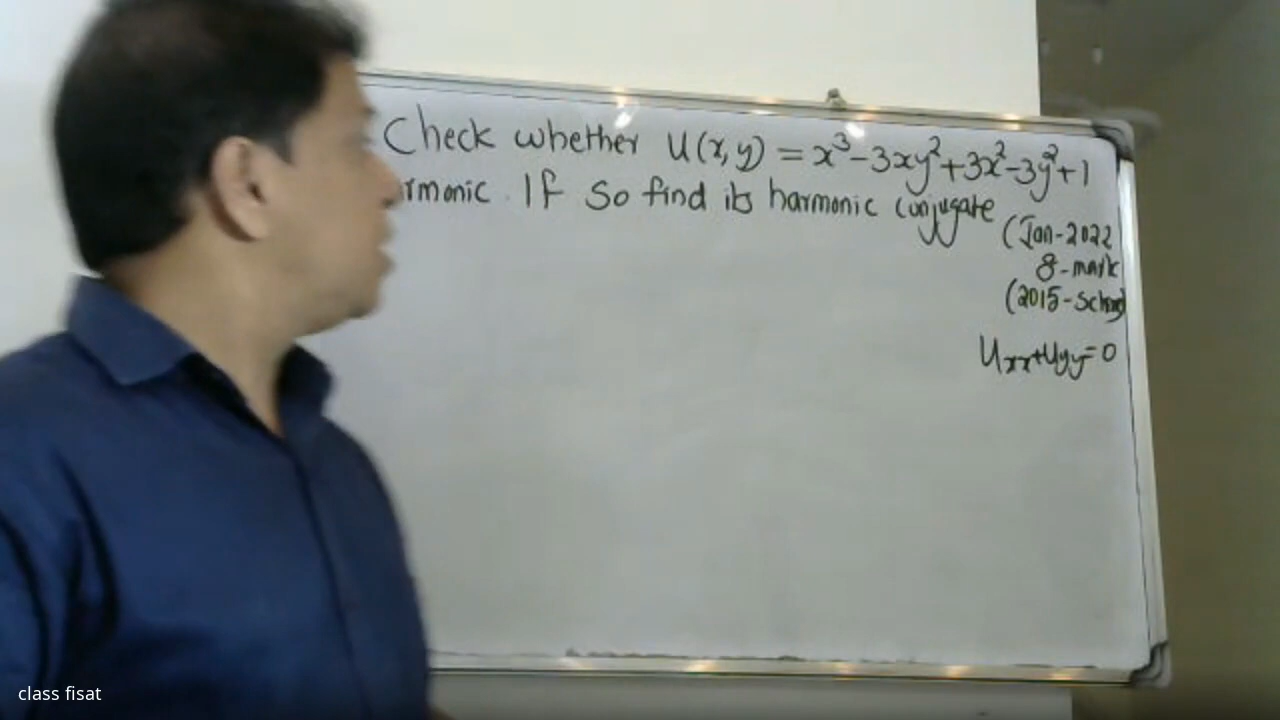 Check whether u(x,y) = x³-3xy²+3x²-3y²+1
rmonic. If so find its harmonic conjugate
(Jan-2022
8-mark
(2015-Scheme)
Uxx+Uyy=0
class fisat